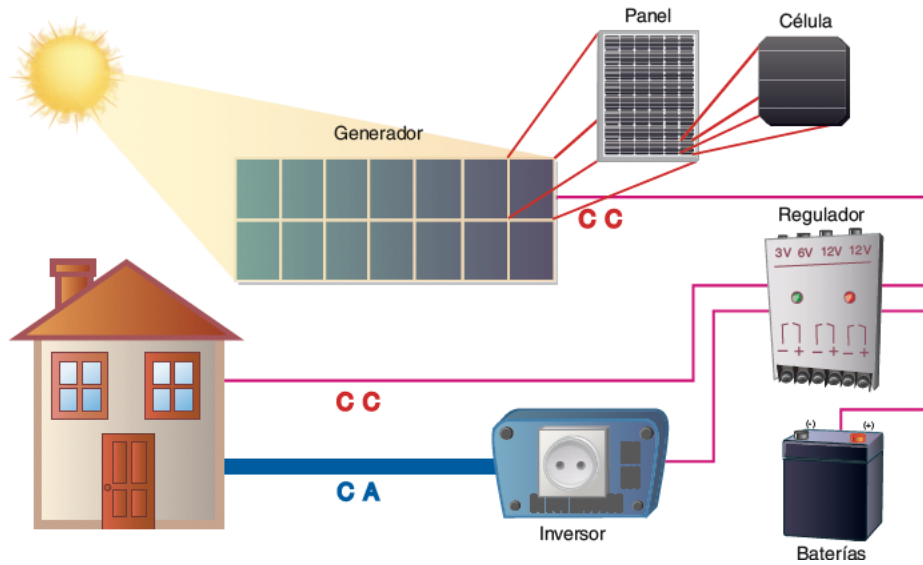 Panel
Célula
Generador
C C
Regulador
3V 6V 12V 12V
− + − + − +
C C
C A
(-)
(+)
Inversor
Baterías